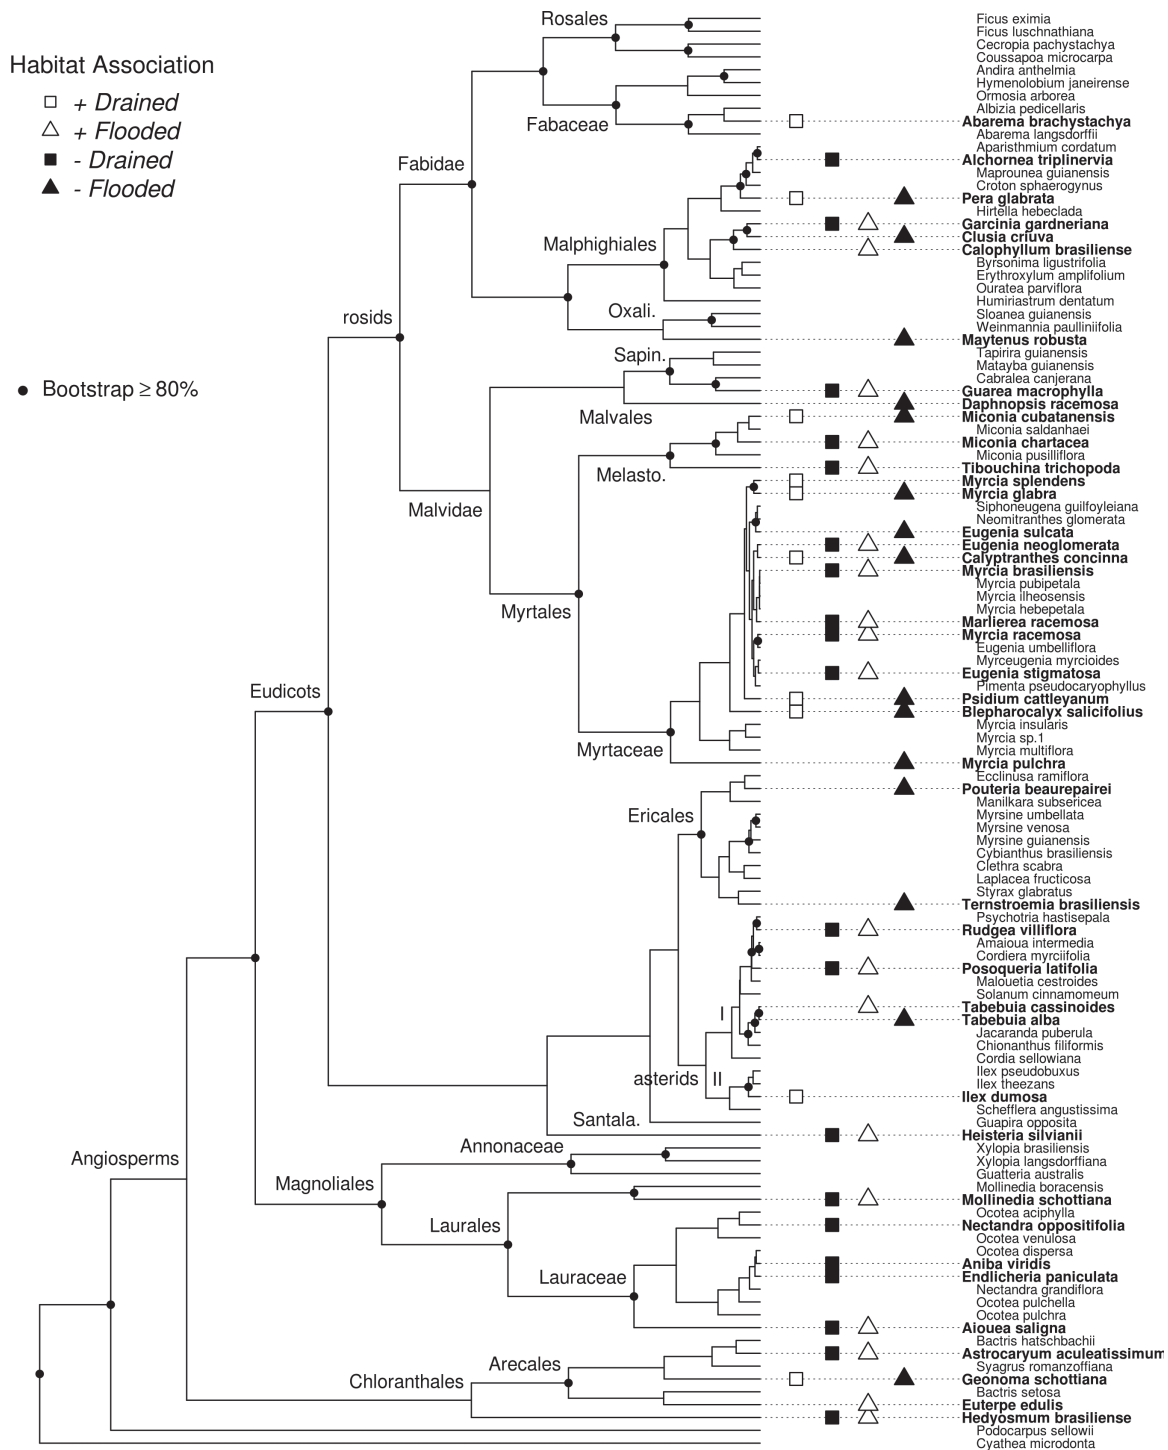 Habitat Association
+ Drained
+ Flooded
- Drained
- Flooded
Bootstrap ≥ 80%
Rosales
Fabaceae
Fabidae
Malphighiales
Oxali.
rosids
Sapin.
Malvales
Melasto.
Malvidae
Myrtales
Myrtaceae
Eudicots
Ericales
I
asterids
II
Santala.
Annonaceae
Angiosperms
Magnoliales
Laurales
Lauraceae
Arecales
Chloranthales
Ficus eximia
Ficus luschnathiana
Cecropia pachystachya
Coussapoa microcarpa
Andira anthelmia
Hymenolobium janeirense
Ormosia arborea
Albizia pedicellaris
Abarema brachystachya
Abarema langsdorffii
Aparisthmium cordatum
Alchornea triplinervia
Maprounea guianensis
Croton sphaerogynus
Pera glabrata
Hirtella hebeclada
Garcinia gardneriana
Clusia criuva
Calophyllum brasiliense
Byrsonima ligustrifolia
Erythroxylum amplifolium
Ouratea parviflora
Humiriastrum dentatum
Sloanea guianensis
Weinmannia paulliniifolia
Maytenus robusta
Tapirira guianensis
Matayba guianensis
Cabralea canjerana
Guarea macrophylla
Daphnopsis racemosa
Miconia cubatanensis
Miconia saldanhaei
Miconia chartacea
Miconia pusilliflora
Tibouchina trichopoda
Myrcia splendens
Myrcia glabra
Siphoneugena guilfoyleiana
Neomitranthes glomerata
Eugenia sulcata
Eugenia neoglomerata
Calyptranthes concinna
Myrcia brasiliensis
Myrcia pubipetala
Myrcia ilheosensis
Myrcia hebepetala
Marlierea racemosa
Myrcia racemosa
Eugenia umbelliflora
Myrceugenia myrcioides
Eugenia stigmatosa
Pimenta pseudocaryophyllus
Psidium cattleyanum
Blepharocalyx salicifolius
Myrcia insularis
Myrcia sp.1
Myrcia multiflora
Myrcia pulchra
Ecclinusa ramiflora
Pouteria beaurepairei
Manilkara subsericea
Myrsine umbellata
Myrsine venosa
Myrsine guianensis
Cybianthus brasiliensis
Clethra scabra
Laplacea fructicosa
Styrax glabratus
Ternstroemia brasiliensis
Psychotria hastisepala
Rudgea villiflora
Amaioua intermedia
Cordiera myrciifolia
Posoqueria latifolia
Malouetia cestroides
Solanum cinnamomeum
Tabebuia cassinoides
Tabebuia alba
Jacaranda puberula
Chionanthus filiformis
Cordia sellowiana
Ilex pseudobuxus
Ilex theezans
Ilex dumosa
Schefflera angustissima
Guapira opposita
Heisteria silvianii
Xylopia brasiliensis
Xylopia langsdorffiana
Guatteria australis
Mollinedia boracensis
Mollinedia schottiana
Ocotea aciphylla
Nectandra oppositifolia
Ocotea venulosa
Ocotea dispersa
Aniba viridis
Endlicheria paniculata
Nectandra grandiflora
Ocotea pulchella
Ocotea pulchra
Aiouea saligna
Bactris hatschbachii
Astrocaryum aculeatissimum
Syagrus romanzoffiana
Geonoma schottiana
Bactris setosa
Euterpe edulis
Hedyosmum brasiliense
Podocarpus sellowii
Cyathea microdonta